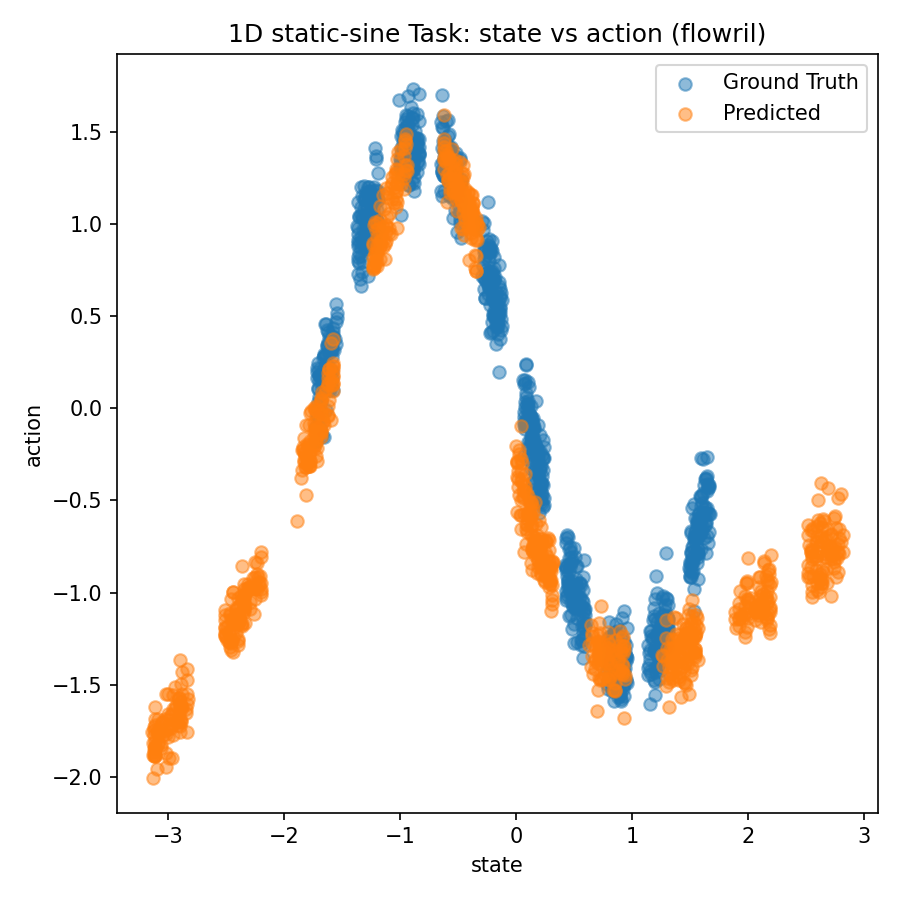 1D static-sine Task: state vs action (flowril)
Ground Truth
Predicted
1.5
1.0
0.5
0.0
−0.5
−1.0
−1.5
−2.0
action
−3 −2 −1 0 1 2 3
state